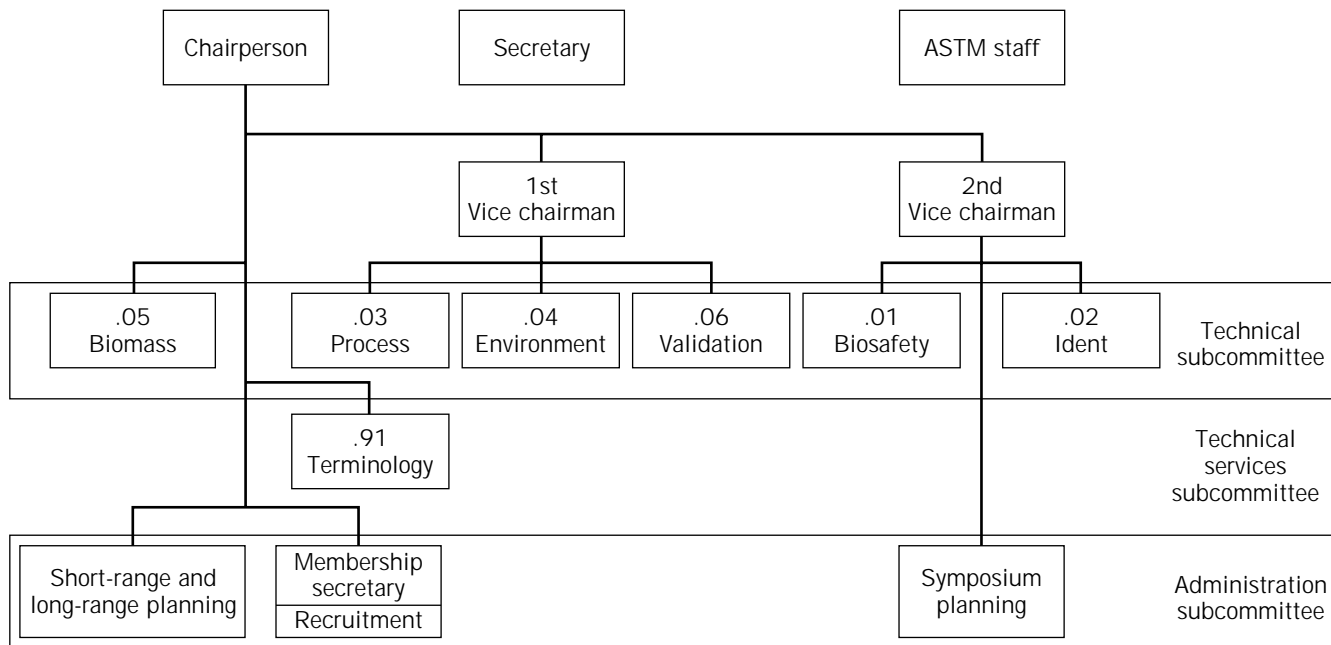 Chairperson
Secretary
ASTM staff
1st
Vice chairman
2nd
Vice chairman
.05
Biomass
.03
Process
.04
Environment
.06
Validation
.01
Biosafety
.02
Ident
Technical
subcommittee
.91
Terminology
Technical
services
subcommittee
Short-range and
long-range planning
Membership
secretary
Recruitment
Symposium
planning
Administration
subcommittee